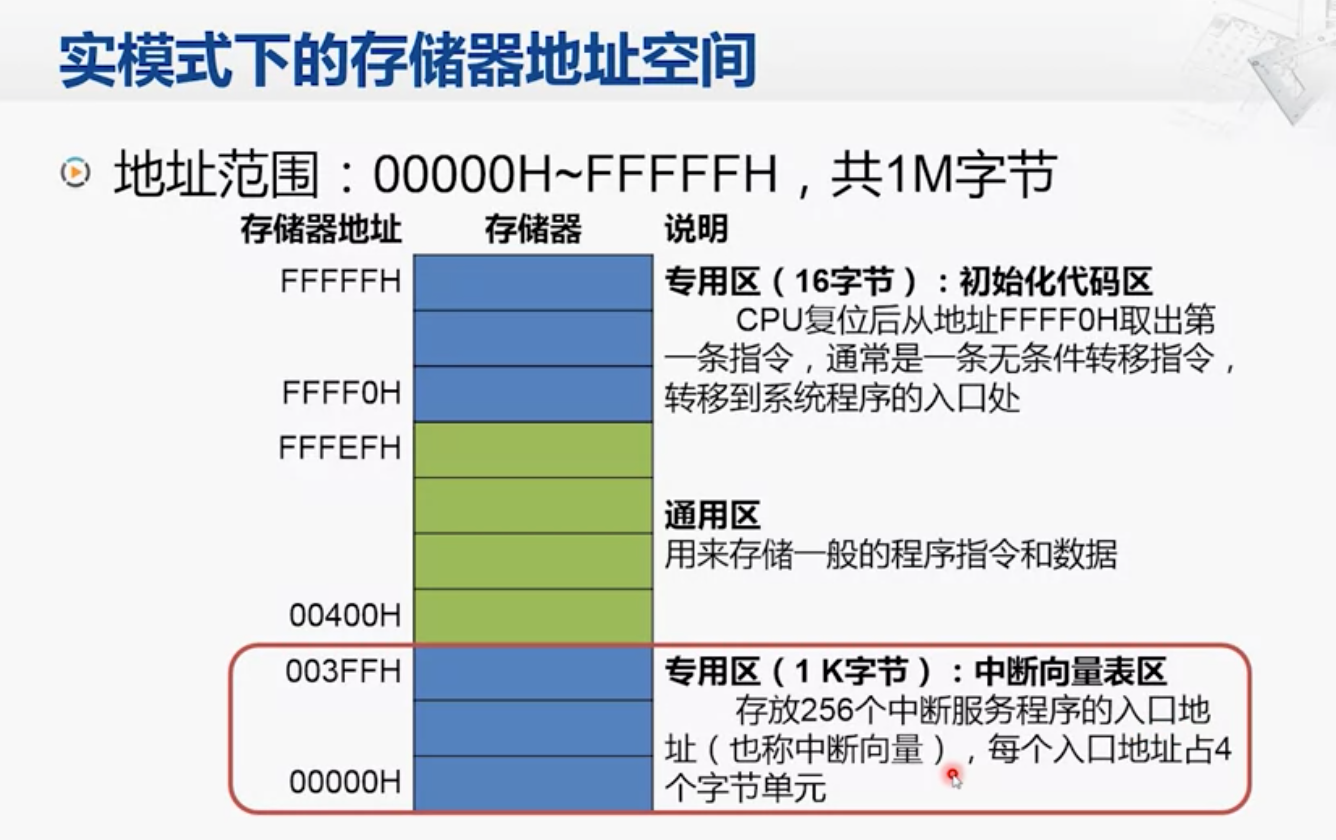 实模式下的存储器地址空间
地址范围：00000H~FFFFFH，共1M字节
存储器地址 存储器 说明
FFFFFH
专用区（16字节）：初始化代码区
CPU复位后从地址FFFF0H取出第
一条指令，通常是一条无条件转移指令，
转移到系统程序的入口处
FFFF0H
FFFEFH
通用区
用来存储一般的程序指令和数据
00400H
003FFH
专用区（1 K字节）：中断向量表区
存放256个中断服务程序的入口地
址（也称中断向量），每个入口地址占4
个字节单元
00000H